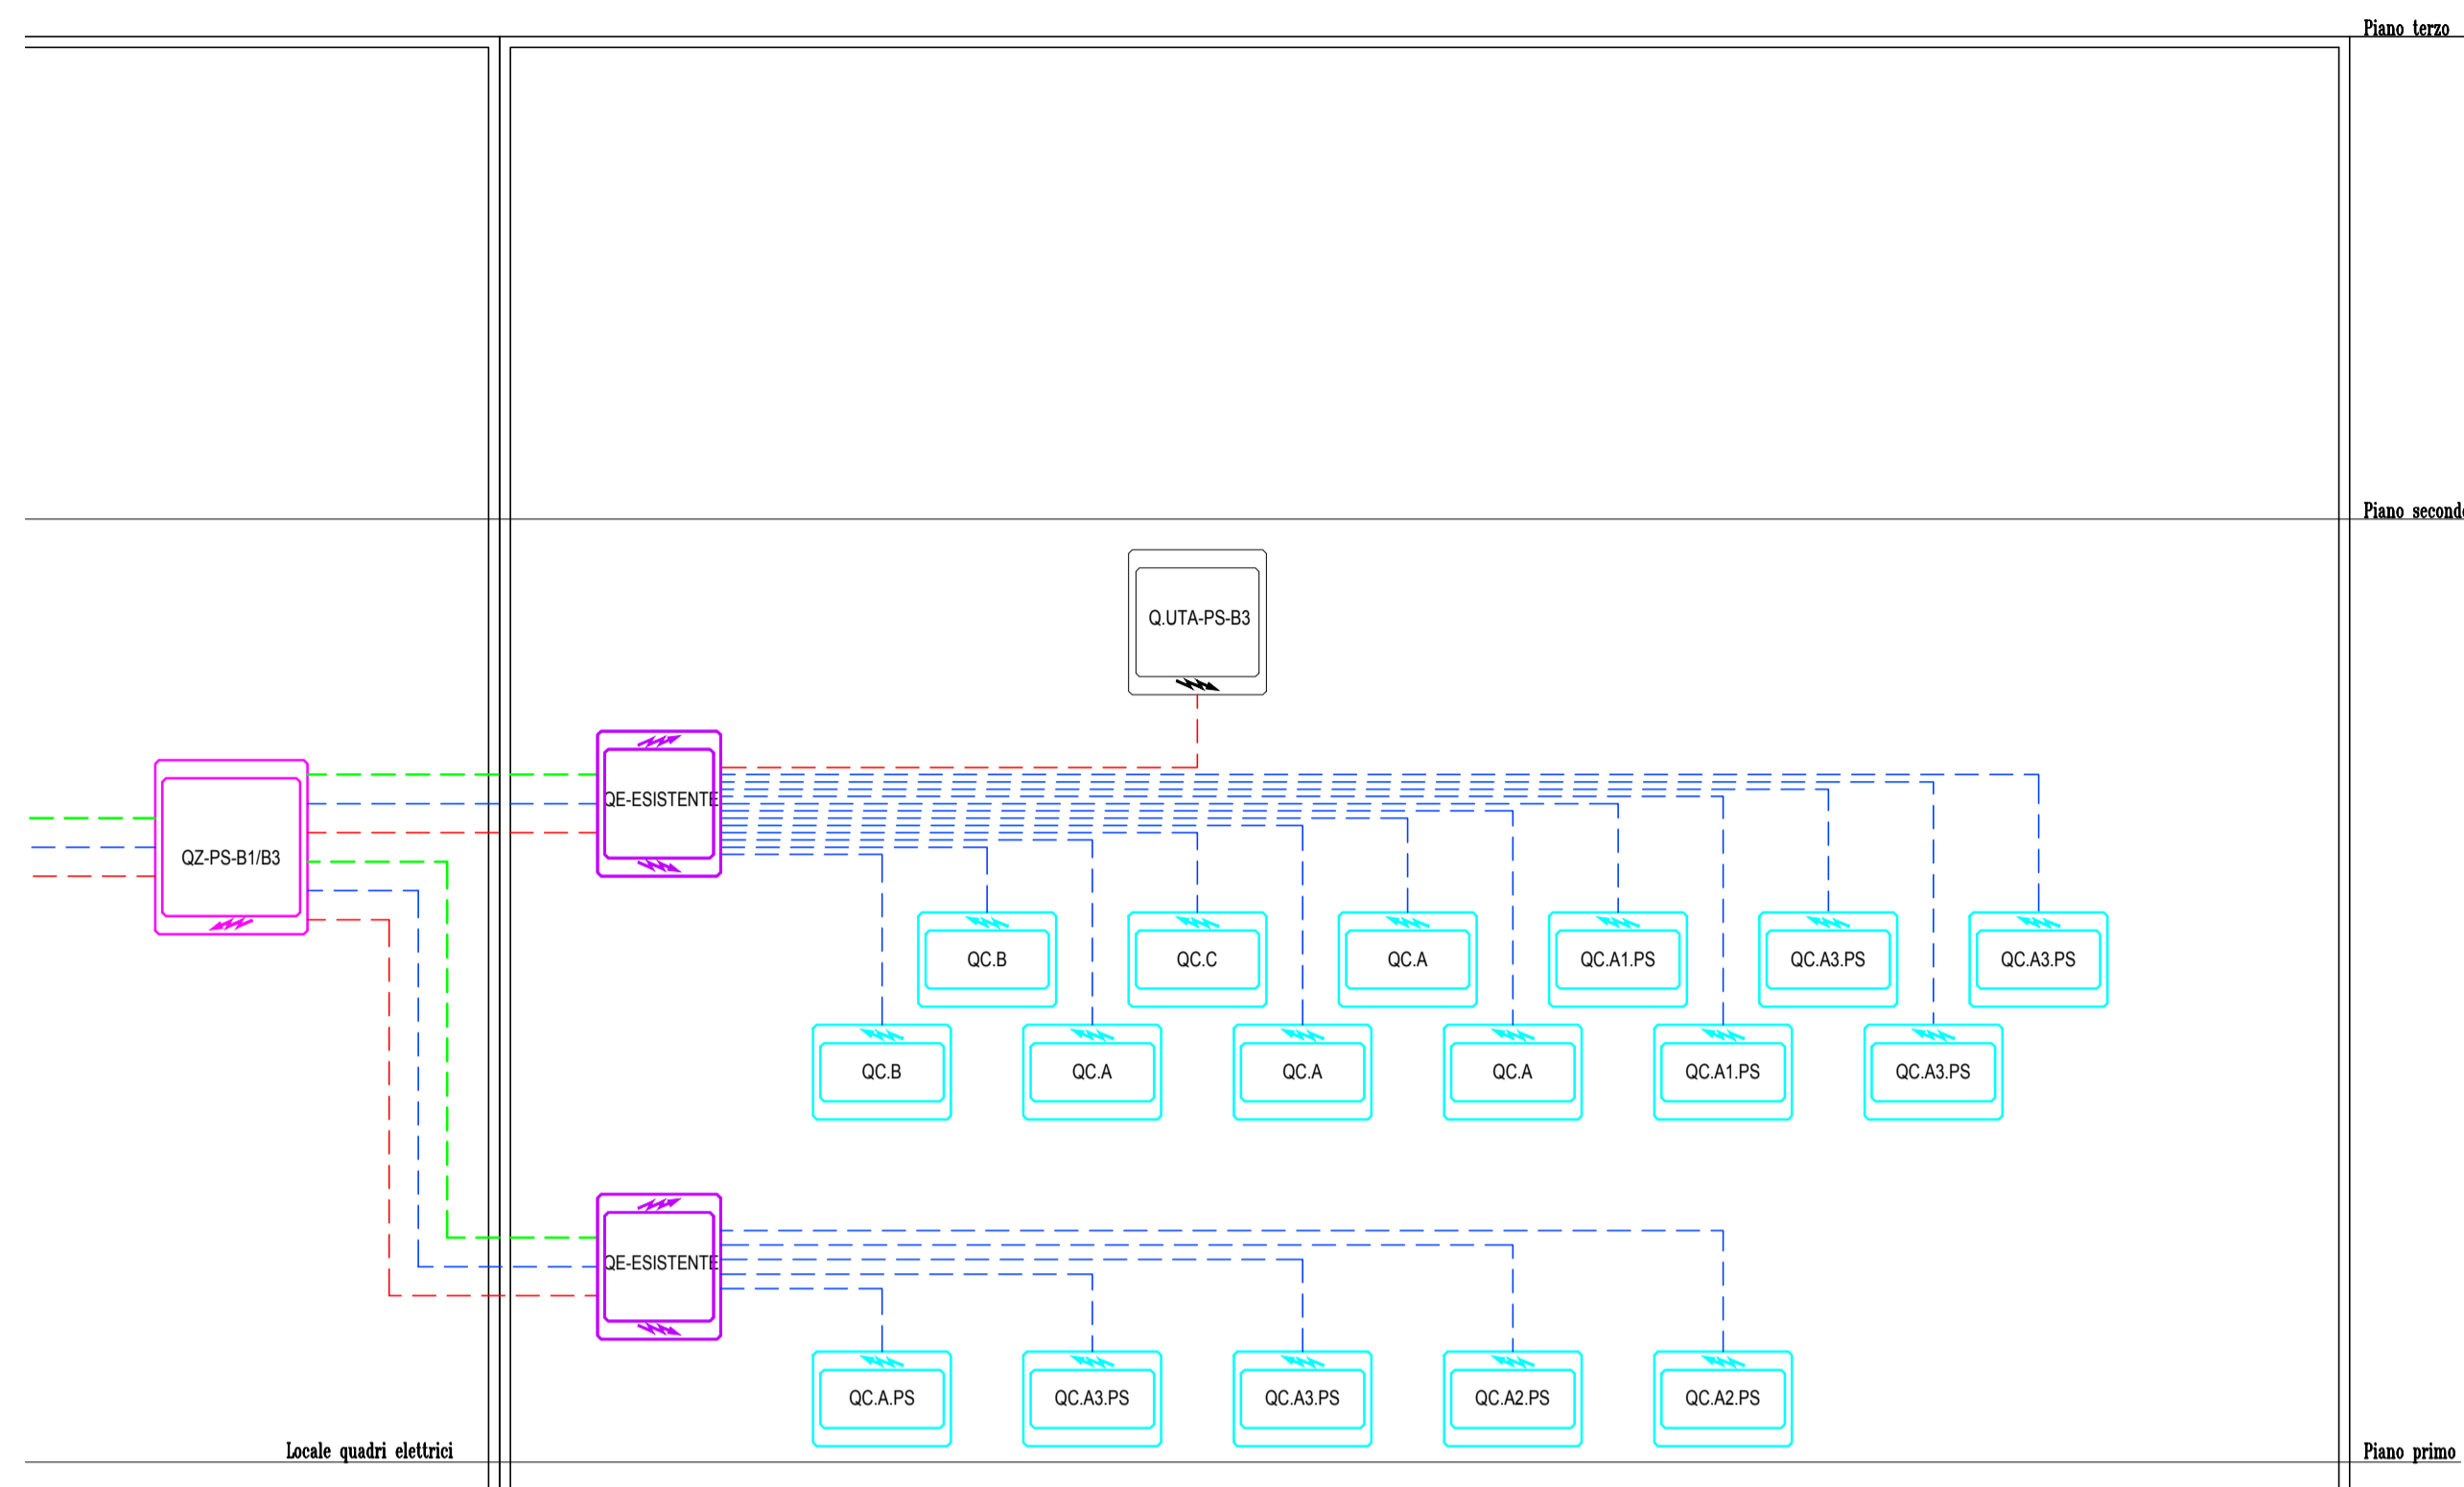 Piano terzo
Piano secondo
Q.UTA-PS-B3
QE-ESISTENTE
QZ-PS-B1/B3
QC.B
QC.C
QC.A
QC.A1.PS
QC.A3.PS
QC.A3.PS
QC.B
QC.A
QC.A
QC.A
QC.A1.PS
QC.A3.PS
QE-ESISTENTE
QC.A.PS
QC.A3.PS
QC.A3.PS
QC.A2.PS
QC.A2.PS
Locale quadri elettrici
Piano primo